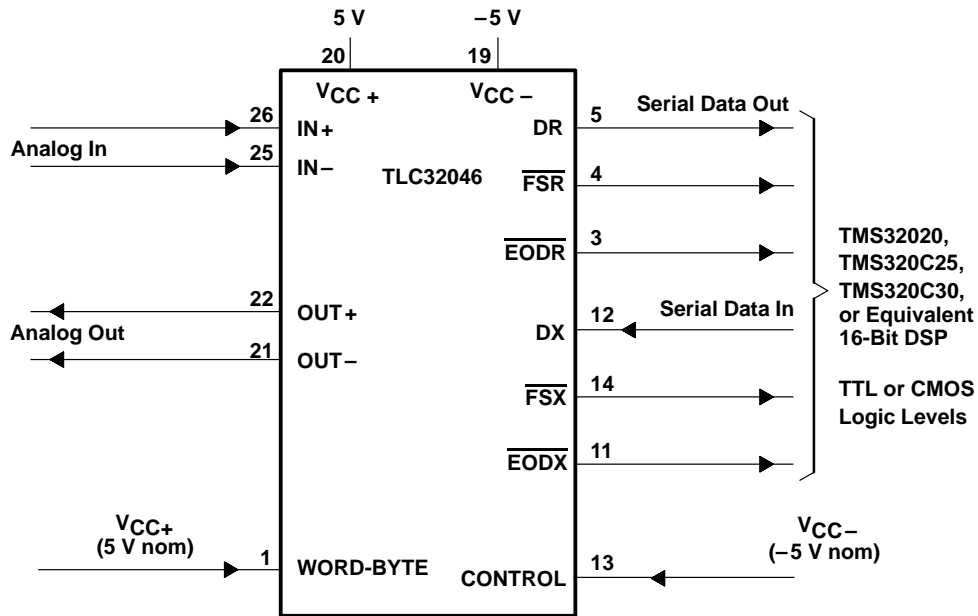 5 V
–5 V
20
19
VCC +
VCC –
26
IN+
DR
5
Serial Data Out
Analog In
25
IN–
TLC32046
FSR
4
EODR
3
TMS32020,
TMS320C25,
TMS320C30,
or Equivalent
16-Bit DSP
22
OUT+
DX
12
Serial Data In
Analog Out
21
OUT–
FSX
14
TTL or CMOS
Logic Levels
EODX
11
VCC+
(5 V nom)
1
WORD-BYTE
CONTROL
13
VCC–
(–5 V nom)